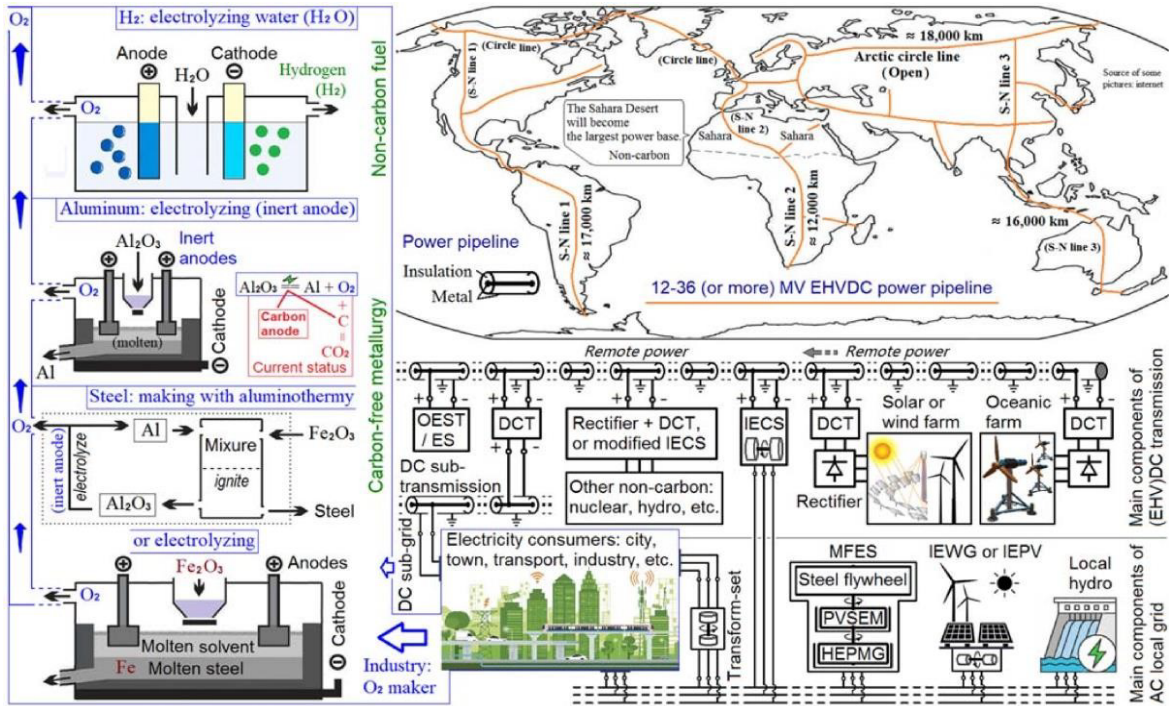 O₂
H₂: electrolyzing water (H₂O)
Anode
Cathode
H₂O
Hydrogen
(H₂)
O₂
Non-carbon fuel
Aluminum: electrolyzing (inert anode)
Al₂O₃
Inert
anodes
O₂
Al₂O₃ = Al + O₂
Carbon
anode
+
C
=
CO₂
Current status
(molten)
Cathode
Al
Carbon-free metallurgy
Steel: making with aluminothermy
O₂
Al
Mixure
ignite
Fe₂O₃
(inert anode)
electrolyze
Al₂O₃
Steel
or electrolyzing
Fe₂O₃
Anodes
O₂
Cathode
Molten solvent
Fe
Molten steel
Industry:
O₂ maker
(Circle line)
(S-N line 1)
(Circle line)
≈ 18,000 km
Arctic circle line
(Open)
S-N line 3
Source of some
pictures: internet
The Sahara Desert
will become
the largest power base.
Non-carbon
(S-N
line 2)
Sahara
Sahara
S-N line 1
≈ 17,000 km
S-N line 2
≈ 12,000 km
≈ 16,000 km
(S-N line 3)
Power pipeline
Insulation
Metal
12-36 (or more) MV EHVDC power pipeline
Remote power
Remote power
+ −
+ −
+ −
+ −
+ −
+ −
OEST
/ ES
DCT
Rectifier + DCT,
or modified IECS
IECS
DCT
Solar or
wind farm
Oceanic
farm
DCT
Rectifier
DC sub-
transmission
+ −
Other non-carbon:
nuclear, hydro, etc.
Main components of
(EHV)DC transmission
DC sub-grid
Electricity consumers: city,
town, transport, industry, etc.
Transform-set
MFES
Steel flywheel
PVSEM
HEPMG
IEWG or IEPV
Local
hydro
Main components of
AC local grid